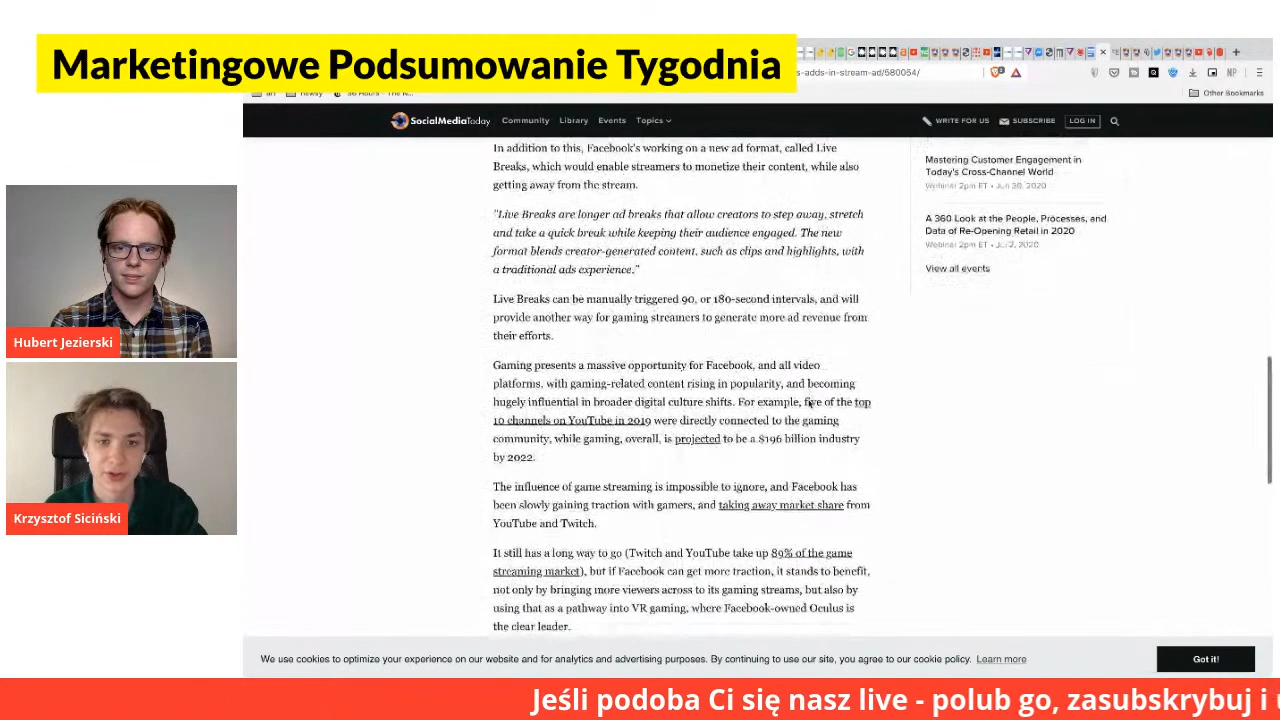 Marketingowe Podsumowanie Tygodnia
s-adds-in-stream-ad/580054/
NP
Other Bookmarks
SocialMediaToday
Community
Library
Events
Topics
WRITE FOR US
SUBSCRIBE
LOG IN
In addition to this, Facebook's working on a new ad format, called Live
Breaks, which would enable streamers to monetize their content, while also
getting away from the stream.
"Live Breaks are longer ad breaks that allow creators to step away, stretch
and take a quick break while keeping their audience engaged. The new
format blends creator-generated content, such as clips and highlights, with
a traditional ads experience."
Live Breaks can be manually triggered 90, or 180-second intervals, and will
provide another way for gaming streamers to generate more ad revenue from
their efforts.
Gaming presents a massive opportunity for Facebook, and all video
platforms, with gaming-related content rising in popularity, and becoming
hugely influential in broader digital culture shifts. For example, five of the top
10 channels on YouTube in 2019 were directly connected to the gaming
community, while gaming, overall, is projected to be a $196 billion industry
by 2022.
The influence of game streaming is impossible to ignore, and Facebook has
been slowly gaining traction with gamers, and taking away market share from
YouTube and Twitch.
It still has a long way to go (Twitch and YouTube take up 89% of the game
streaming market), but if Facebook can get more traction, it stands to benefit,
not only by bringing more viewers across to its gaming streams, but also by
using that as a pathway into VR gaming, where Facebook-owned Oculus is
the clear leader.
Mastering Customer Engagement in
Today's Cross-Channel World
Webinar 2pm ET • Jun 30, 2020
A 360 Look at the People, Processes, and
Data of Re-Opening Retail in 2020
Webinar 2pm ET •
View all events
Hubert Jezierski
Krzysztof Siciński
We use cookies to optimize your experience on our website and for analytics and advertising purposes. By continuing to use our site, you agree to our cookie policy. Learn more
Got it!
Jeśli podoba Ci się nasz live - polub go, zasubskrybuj i